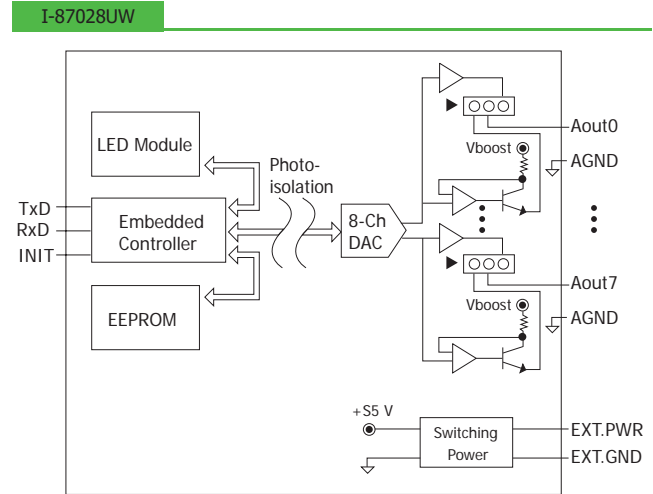 I-87028UW
LED Module
Photo-
isolation
TxD
RxD
INIT
Embedded
Controller
EEPROM
8-Ch
DAC
Vboost
Aout0
AGND
Vboost
Aout7
AGND
+S5 V
Switching
Power
EXT.PWR
EXT.GND